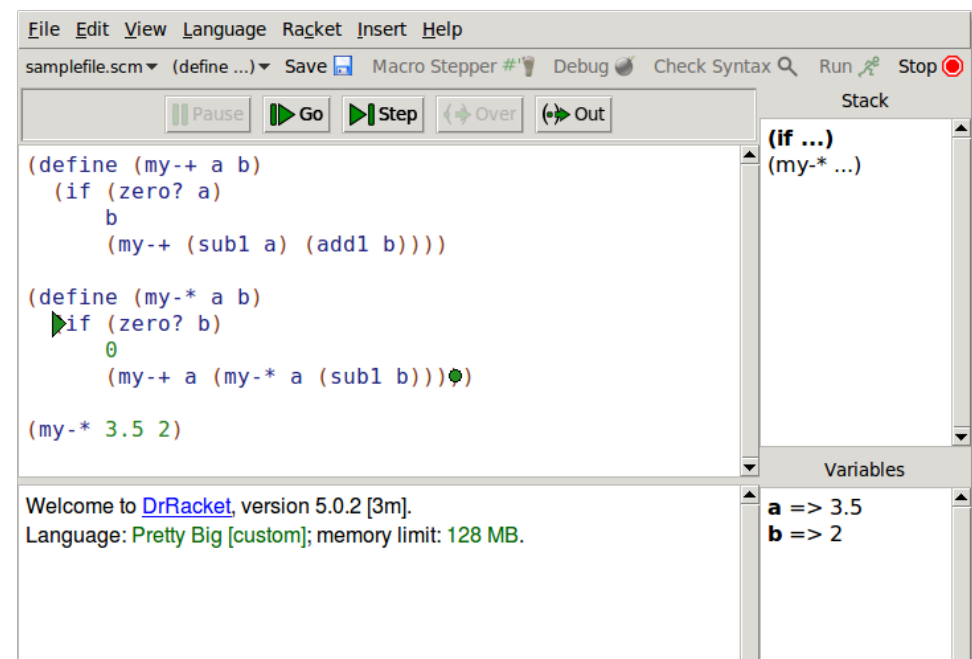 File Edit View Language Racket Insert Help
samplefile.scm (define ...) Save Macro Stepper #' Debug Check Syntax Run Stop
Pause Go Step Over Out
Stack
(if ...)
(my-* ...)
(define (my-+ a b)
  (if (zero? a)
      b
      (my-+ (sub1 a) (add1 b))))
(define (my-* a b)
  (if (zero? b)
      0
      (my-+ a (my-* a (sub1 b)))))
(my-* 3.5 2)
Variables
a => 3.5
b => 2
Welcome to DrRacket, version 5.0.2 [3m].
Language: Pretty Big [custom]; memory limit: 128 MB.